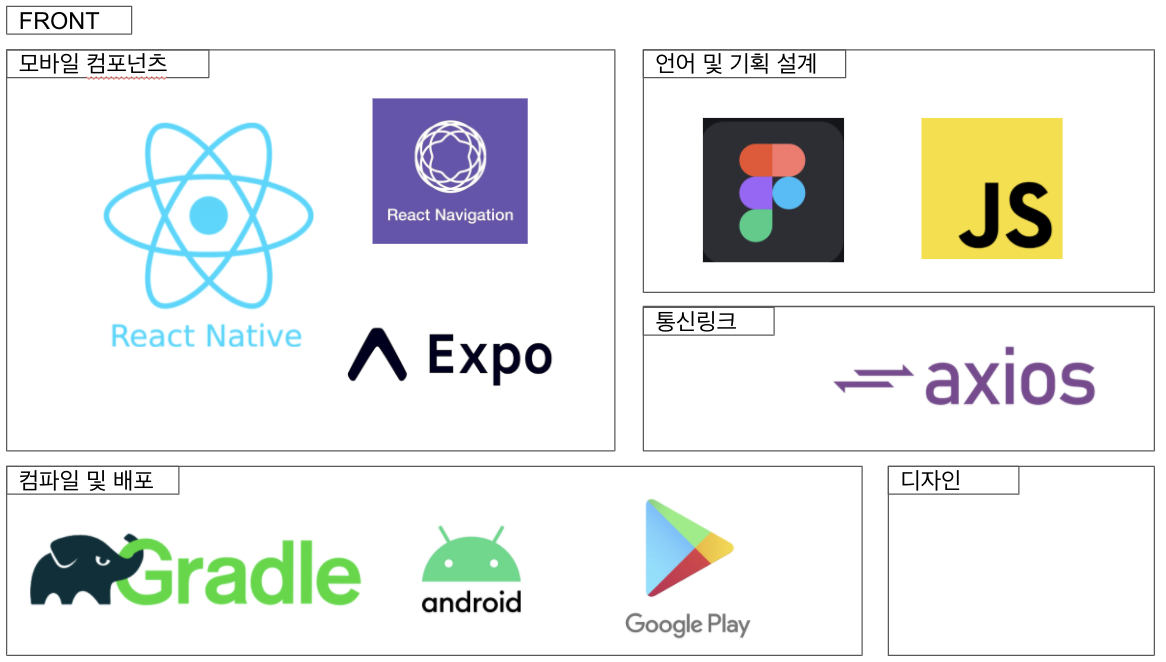 FRONT
모바일 컴포넌츠
React Native
React Navigation
Expo
언어 및 기획 설계
JS
통신링크
axios
컴파일 및 배포
Gradle
android
Google Play
디자인